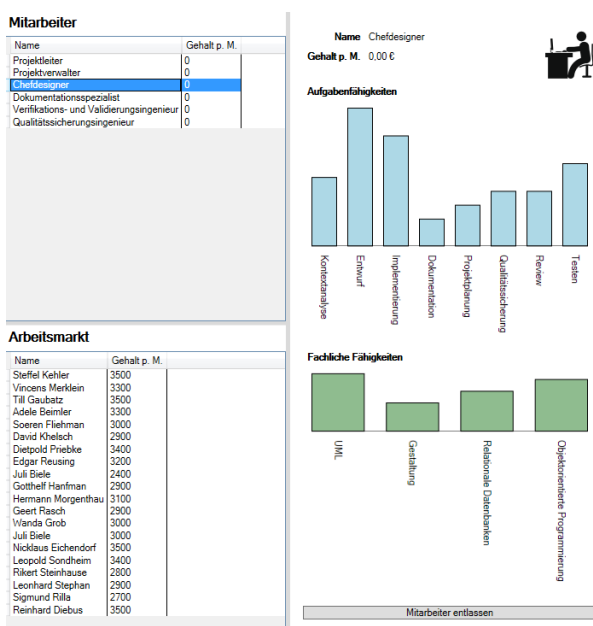 Mitarbeiter
Name Gehalt p. M.
Projektleiter 0
Projektverwalter 0
Chefdesigner 0
Dokumentationsspezialist 0
Verifikations- und Validierungsingenieur 0
Qualitätssicherungsingenieur 0
Arbeitsmarkt
Name Gehalt p. M.
Steffel Kehler 3500
Vincens Merklein 3300
Till Gaubatz 3500
Adele Beimler 3300
Soeren Fliehman 3000
David Khelsch 2900
Dietpold Priebke 3400
Edgar Reusing 3200
Juli Biele 2400
Gotthelf Hanfman 2900
Hermann Morgenthau 3100
Geert Rasch 2900
Wanda Grob 3000
Juli Biele 3000
Nicklaus Eichendorf 3500
Leopold Sondheim 3400
Rikert Steinhause 2800
Leonhard Stephan 2900
Sigmund Rilla 2700
Reinhard Diebus 3500
Name Chefdesigner
Gehalt p. M. 0,00 €
Aufgabenfähigkeiten
Kontextanalyse
Entwurf
Implementierung
Dokumentation
Projektplanung
Qualitätssicherung
Review
Testen
Fachliche Fähigkeiten
UML
Gestaltung
Relationale Datenbanken
Objektorientierte Programmierung
Mitarbeiter entlassen